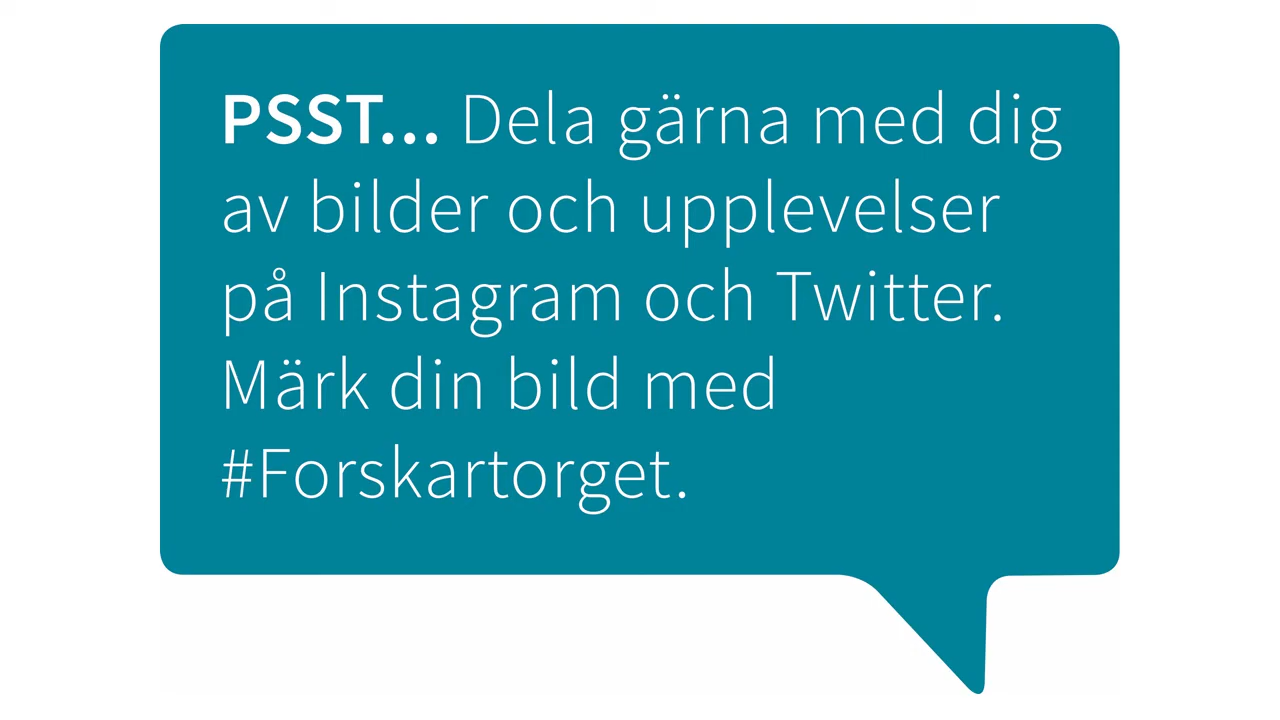 PSST... Dela gärna med dig
av bilder och upplevelser
på Instagram och Twitter.
Märk din bild med
#Forskartorget.